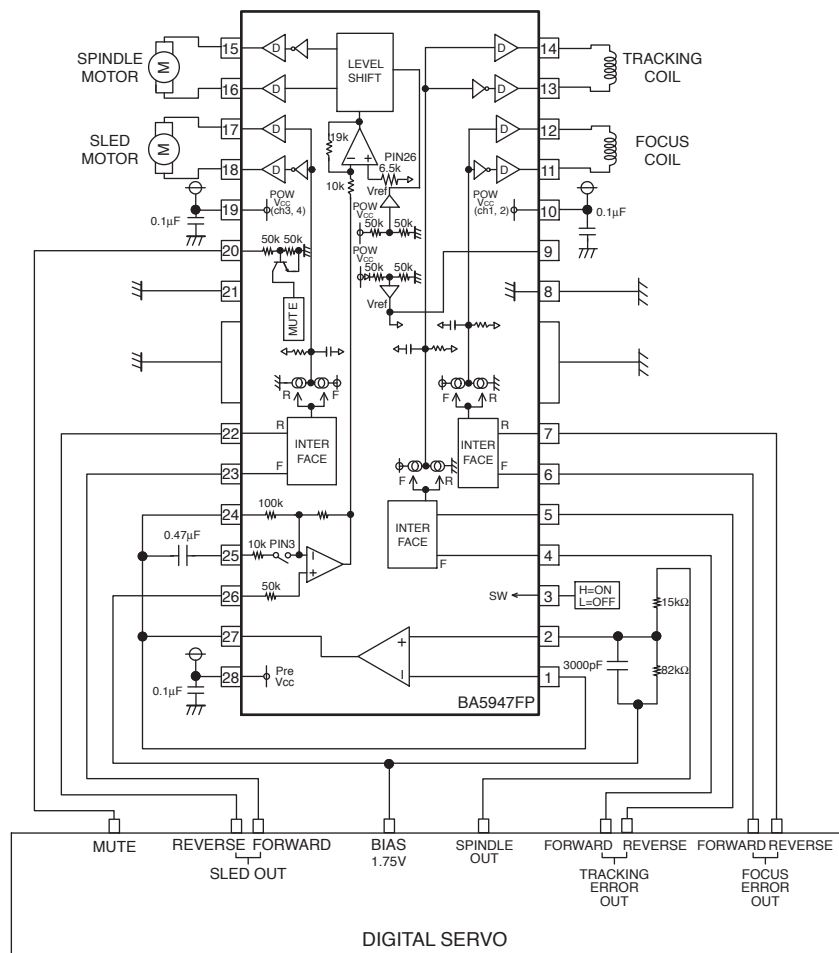 SPINDLE
MOTOR
M
SLED
MOTOR
M
0.1μF
15
16
17
18
19
20
21
22
23
24
25
26
27
28
D
D
D
D
LEVEL
SHIFT
19k
10k
PIN26
6.5k
Vref
POW
VCC
(ch3, 4)
POW
VCC
50k
50k
50k
50k
POW
VCC
50k
50k
Vref
MUTE
D
D
D
D
POW
VCC
(ch1, 2)
14
13
12
11
10
9
8
7
6
5
4
3
2
1
TRACKING
COIL
FOCUS
COIL
0.1μF
R
F
R
F
INTER
FACE
F
R
R
F
INTER
FACE
F
R
F
INTER
FACE
100k
0.47μF
10k
PIN3
50k
SW
H=ON
L=OFF
15kΩ
3000pF
82kΩ
Pre
Vcc
0.1μF
BA5947FP
MUTE
REVERSE FORWARD
SLED OUT
BIAS
1.75V
SPINDLE
OUT
FORWARD REVERSE
TRACKING
ERROR
OUT
FORWARD REVERSE
FOCUS
ERROR
OUT
DIGITAL SERVO